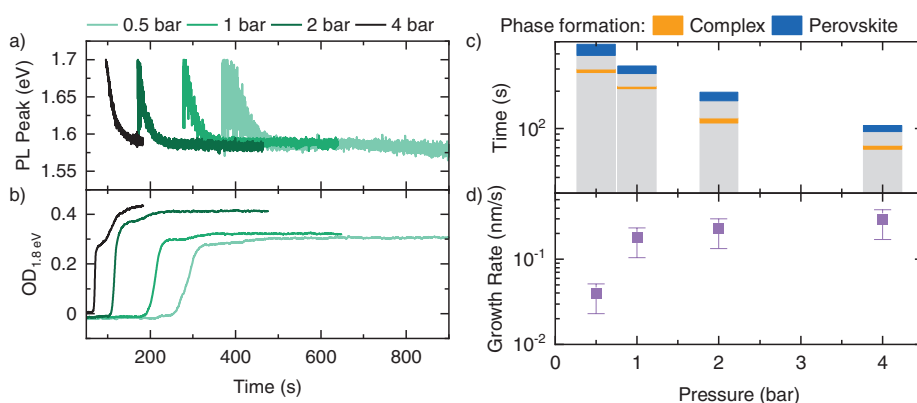 0.5 bar 1 bar 2 bar 4 bar
a)
PL Peak (eV)
1.7
1.65
1.6
1.55
b)
OD1.8 eV
0.4
0.2
0
200 400 600 800
Time (s)
Phase formation: Complex Perovskite
c)
Time (s)
10²
d)
Growth Rate (nm/s)
10⁻¹
10⁻²
0 1 2 3 4
Pressure (bar)